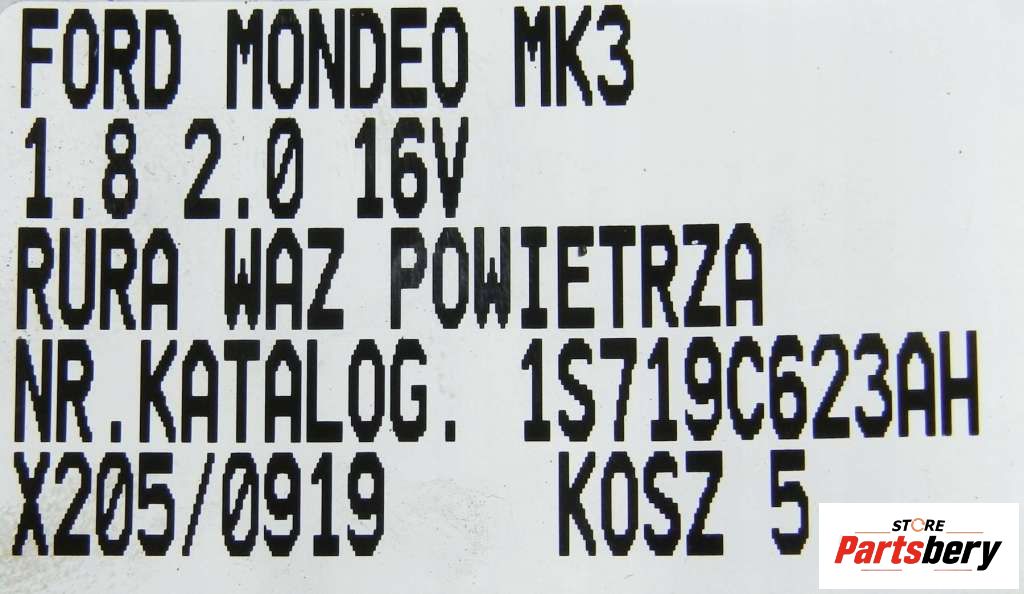 FORD MONDEO MK3
1.8 2.0 16V
RURA WAZ POWIETRZA
NR.KATALOG. 1S719C623AH
X205/0919 KOSZ 5
STORE
Partsbery